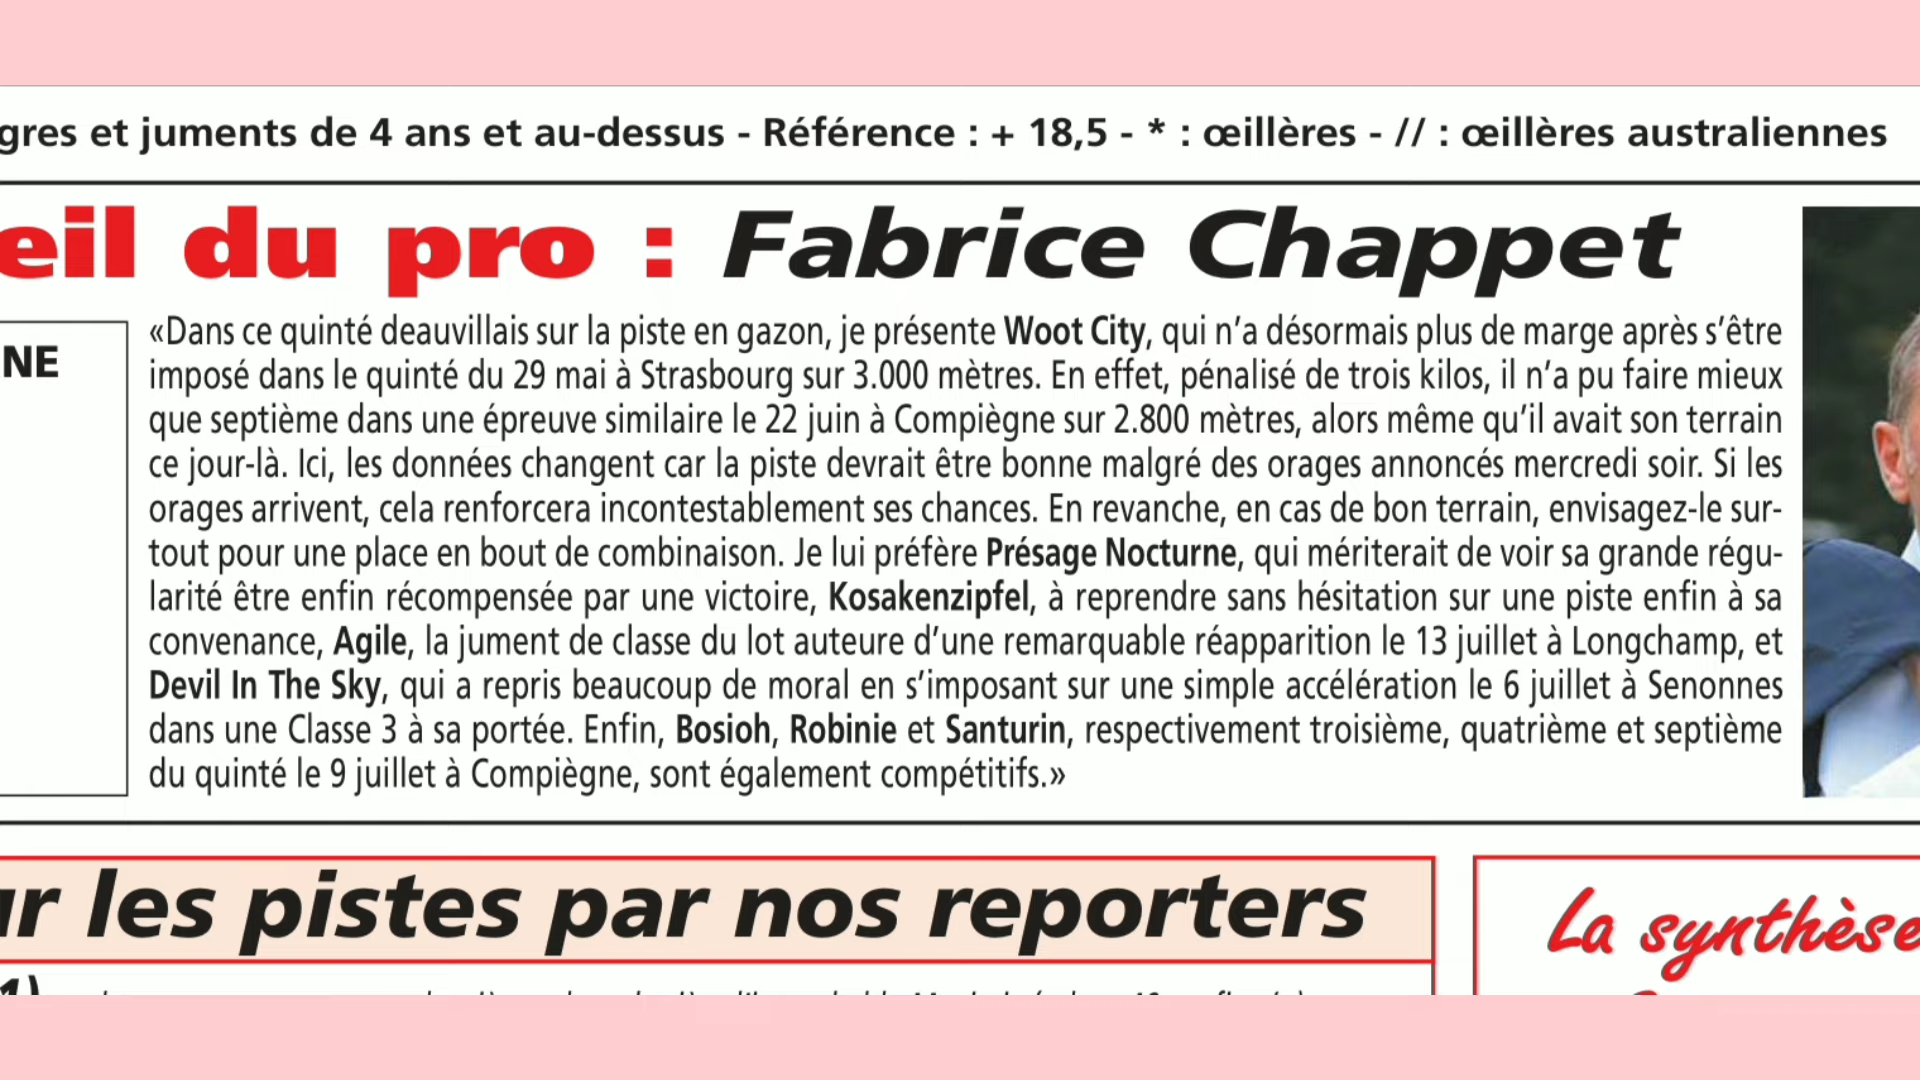 et juments de 4 ans et au-dessus - Référence : + 18,5 - * : œillères - // : œillères australiennes
du pro : Fabrice Chappet
«Dans ce quinté deauvillais sur la piste en gazon, je présente Woot City, qui n’a désormais plus de marge après s’être
imposé dans le quinté du 29 mai à Strasbourg sur 3.000 mètres. En effet, pénalisé de trois kilos, il n’a pu faire mieux
que septième dans une épreuve similaire le 22 juin à Compiègne sur 2.800 mètres, alors même qu’il avait son terrain
ce jour-là. Ici, les données changent car la piste devrait être bonne malgré des orages annoncés mercredi soir. Si les
orages arrivent, cela renforcera incontestablement ses chances. En revanche, en cas de bon terrain, envisagez-le sur-
tout pour une place en bout de combinaison. Je lui préfère Présage Nocturne, qui mériterait de voir sa grande régu-
larité être enfin récompensée par une victoire, Kosakenzipfel, à reprendre sans hésitation sur une piste enfin à sa
convenance, Agile, la jument de classe du lot auteure d’une remarquable réapparition le 13 juillet à Longchamp, et
Devil In The Sky, qui a repris beaucoup de moral en s’imposant sur une simple accélération le 6 juillet à Senonnes
dans une Classe 3 à sa portée. Enfin, Bosioh, Robinie et Santurin, respectivement troisième, quatrième et septième
du quinté le 9 juillet à Compiègne, sont également compétitifs.»
NE
les pistes par nos reporters
La synthèse